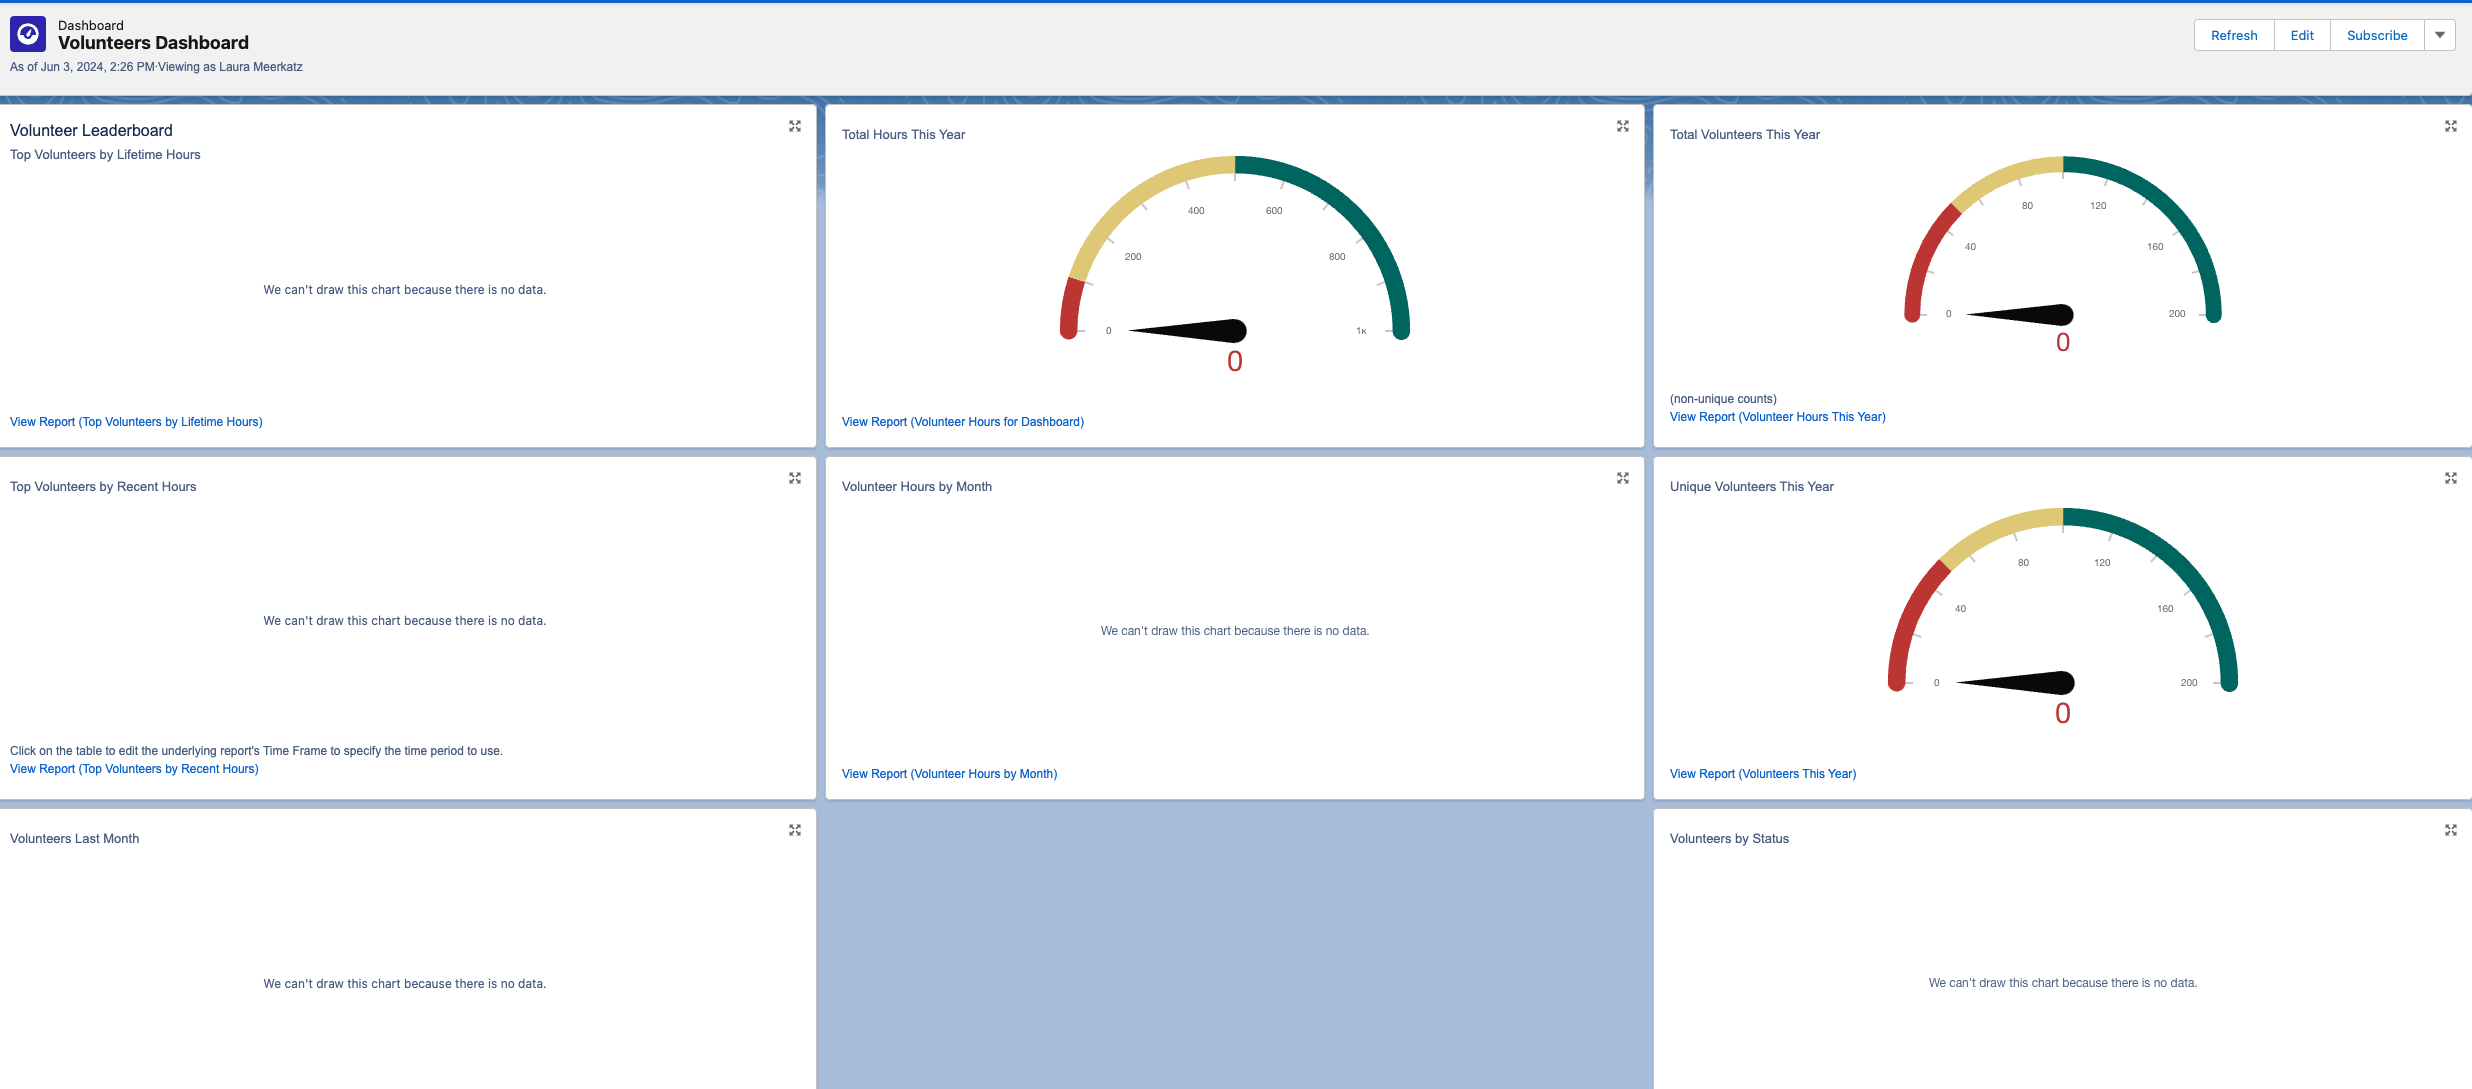 Dashboard
Volunteers Dashboard
As of Jun 3, 2024, 2:26 PM·Viewing as Laura Meerkatz
Refresh
Edit
Subscribe
Volunteer Leaderboard
Top Volunteers by Lifetime Hours
We can't draw this chart because there is no data.
View Report (Top Volunteers by Lifetime Hours)
Total Hours This Year
0
200
400
600
800
1K
0
View Report (Volunteer Hours for Dashboard)
Total Volunteers This Year
0
40
80
120
160
200
0
(non-unique counts)
View Report (Volunteer Hours This Year)
Top Volunteers by Recent Hours
We can't draw this chart because there is no data.
Click on the table to edit the underlying report's Time Frame to specify the time period to use.
View Report (Top Volunteers by Recent Hours)
Volunteer Hours by Month
We can't draw this chart because there is no data.
View Report (Volunteer Hours by Month)
Unique Volunteers This Year
0
40
80
120
160
200
0
View Report (Volunteers This Year)
Volunteers Last Month
We can't draw this chart because there is no data.
Volunteers by Status
We can't draw this chart because there is no data.